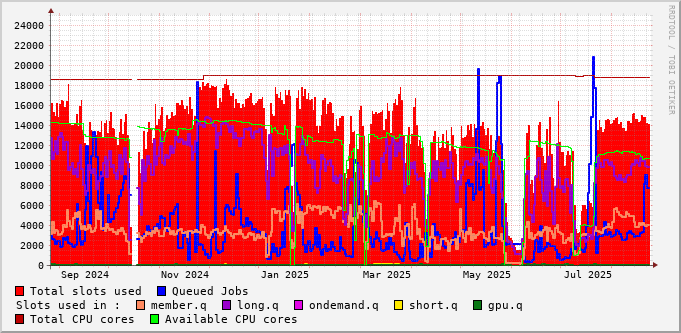 RRDTOOL / TOBI OETIKER
24000
22000
20000
18000
16000
14000
12000
10000
8000
6000
4000
2000
0
Sep 2024 Nov 2024 Jan 2025 Mar 2025 May 2025 Jul 2025
Total slots used Queued Jobs
Slots used in : member.q long.q ondemand.q short.q gpu.q
Total CPU cores Available CPU cores